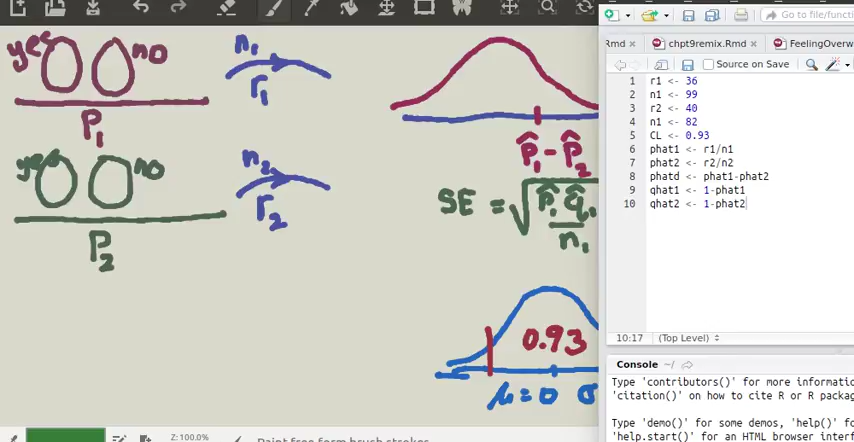 yes no
n1
r1
P1
yes no
n2
r2
P2
p̂1 - p̂2
SE = √ p̂1 q̂1
n1
0.93
μ=0 σ
Z: 100.0%
Paint free form brush strokes
Go to file/functi
Rmd × chpt9remix.Rmd × FeelingOverw
Source on Save
1 r1 <- 36
2 n1 <- 99
3 r2 <- 40
4 n1 <- 82
5 CL <- 0.93
6 phat1 <- r1/n1
7 phat2 <- r2/n2
8 phatd <- phat1-phat2
9 qhat1 <- 1-phat1
10 qhat2 <- 1-phat2
10:17 (Top Level)
Console ~/
Type 'contributors()' for more informatio
'citation()' on how to cite R or R packag
Type 'demo()' for some demos, 'help()' fo
'help.start()' for an HTML browser interf